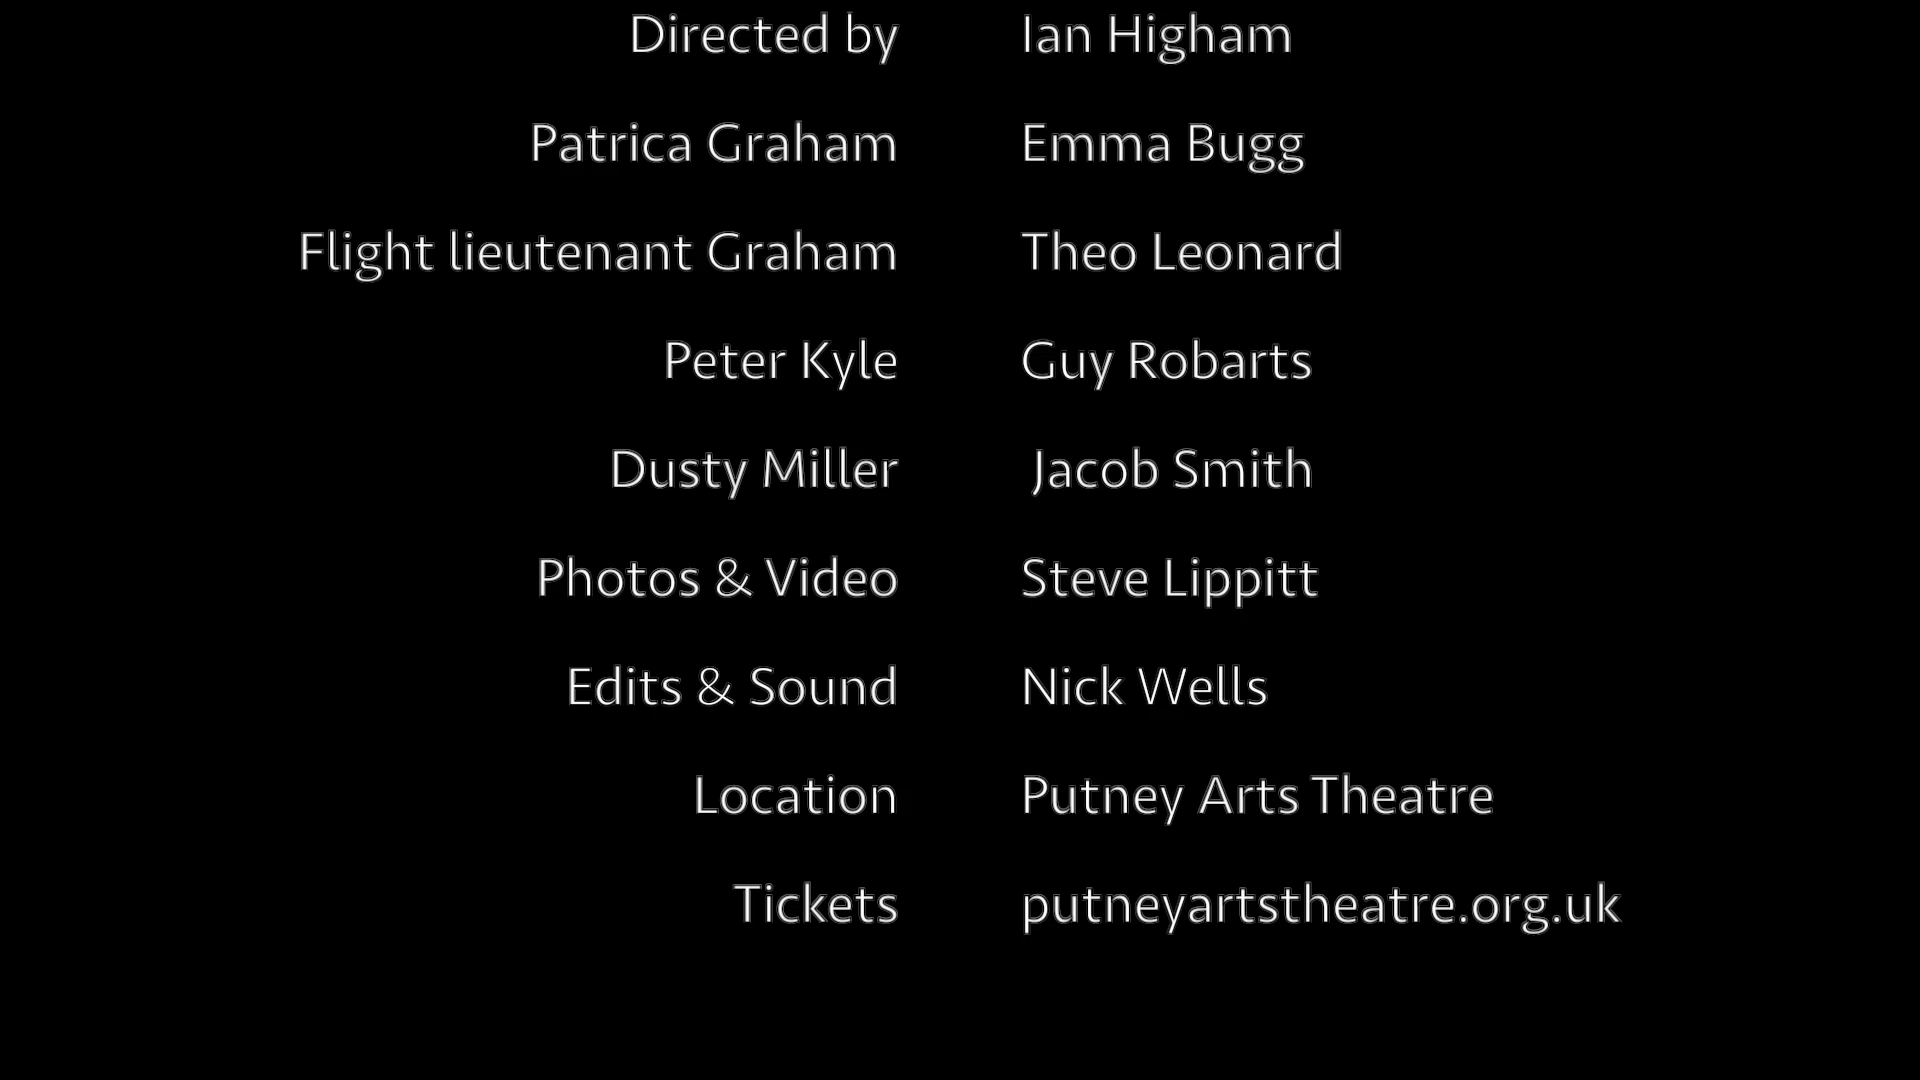 Directed by Ian Higham
Patrica Graham Emma Bugg
Flight lieutenant Graham Theo Leonard
Peter Kyle Guy Robarts
Dusty Miller Jacob Smith
Photos & Video Steve Lippitt
Edits & Sound Nick Wells
Location Putney Arts Theatre
Tickets putneyartstheatre.org.uk